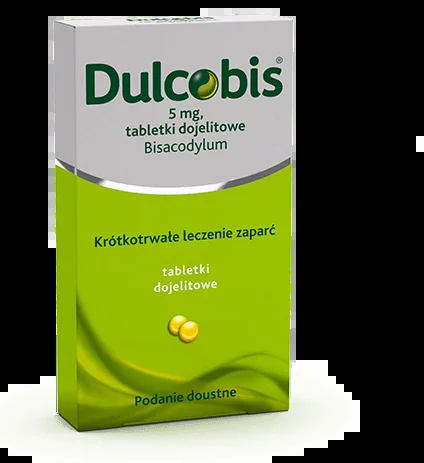 Dulcobis®
5 mg,
tabletki dojelitowe
Bisacodylum
Krótkotrwałe leczenie zaparć
tabletki
dojelitowe
Podanie doustne